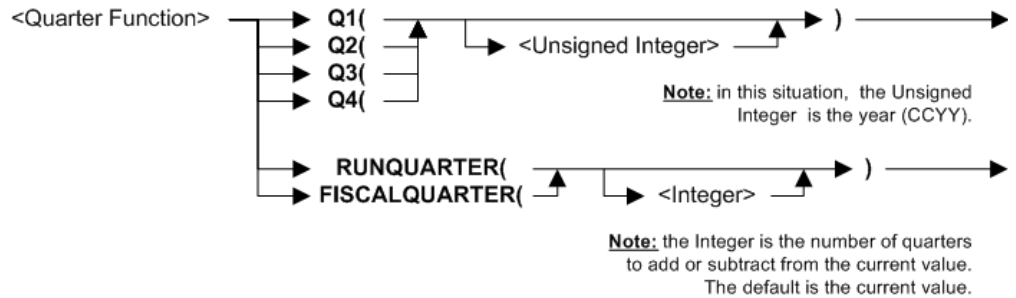 <Quarter Function> Q1( <Unsigned Integer> )
Q2(
Q3(
Q4(
Note: in this situation, the Unsigned
Integer is the year (CCYY).
RUNQUARTER( <Integer> )
FISCALQUARTER(
Note: the Integer is the number of quarters
to add or subtract from the current value.
The default is the current value.